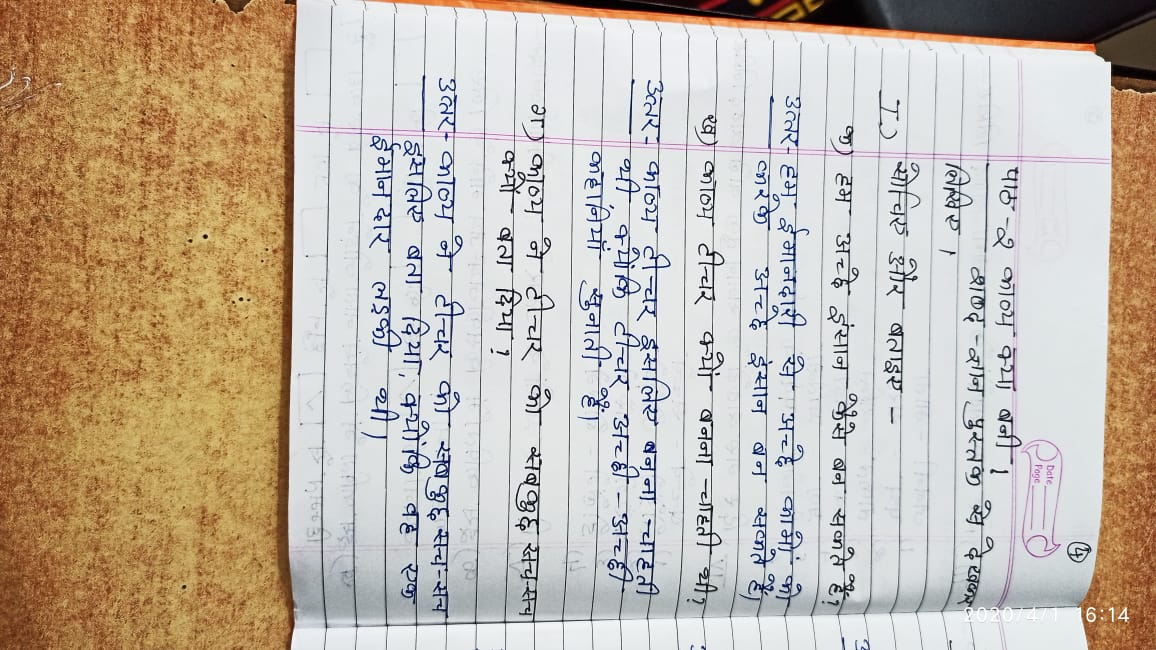 4
Date
Page
पाठ-2 काव्या क्या बनी।
शब्द-ज्ञान पुस्तक से देखकर
लिखिए,
I.) सोचिए और बताइए -
क) हम अच्छे इंसान कैसे बन सकते हैं?
उत्तर- हम ईमानदारी से अच्छे कामों को
करके अच्छे इंसान बन सकते हैं।
ख) काव्य टीचर क्यों बनना चाहती थी?
उत्तर- काव्य टीचर इसलिए बनना चाहती
थी क्योंकि टीचर अच्छी-अच्छी
कहानियाँ सुनाती हैं।
ग) काव्य ने टीचर को सबकुछ सच-सच
क्यों बता दिया?
उत्तर- काव्य ने टीचर को सबकुछ सच-सच
इसलिए बता दिया, क्योंकि वह एक
ईमानदार लड़की थी।
2020/4/1 16:14